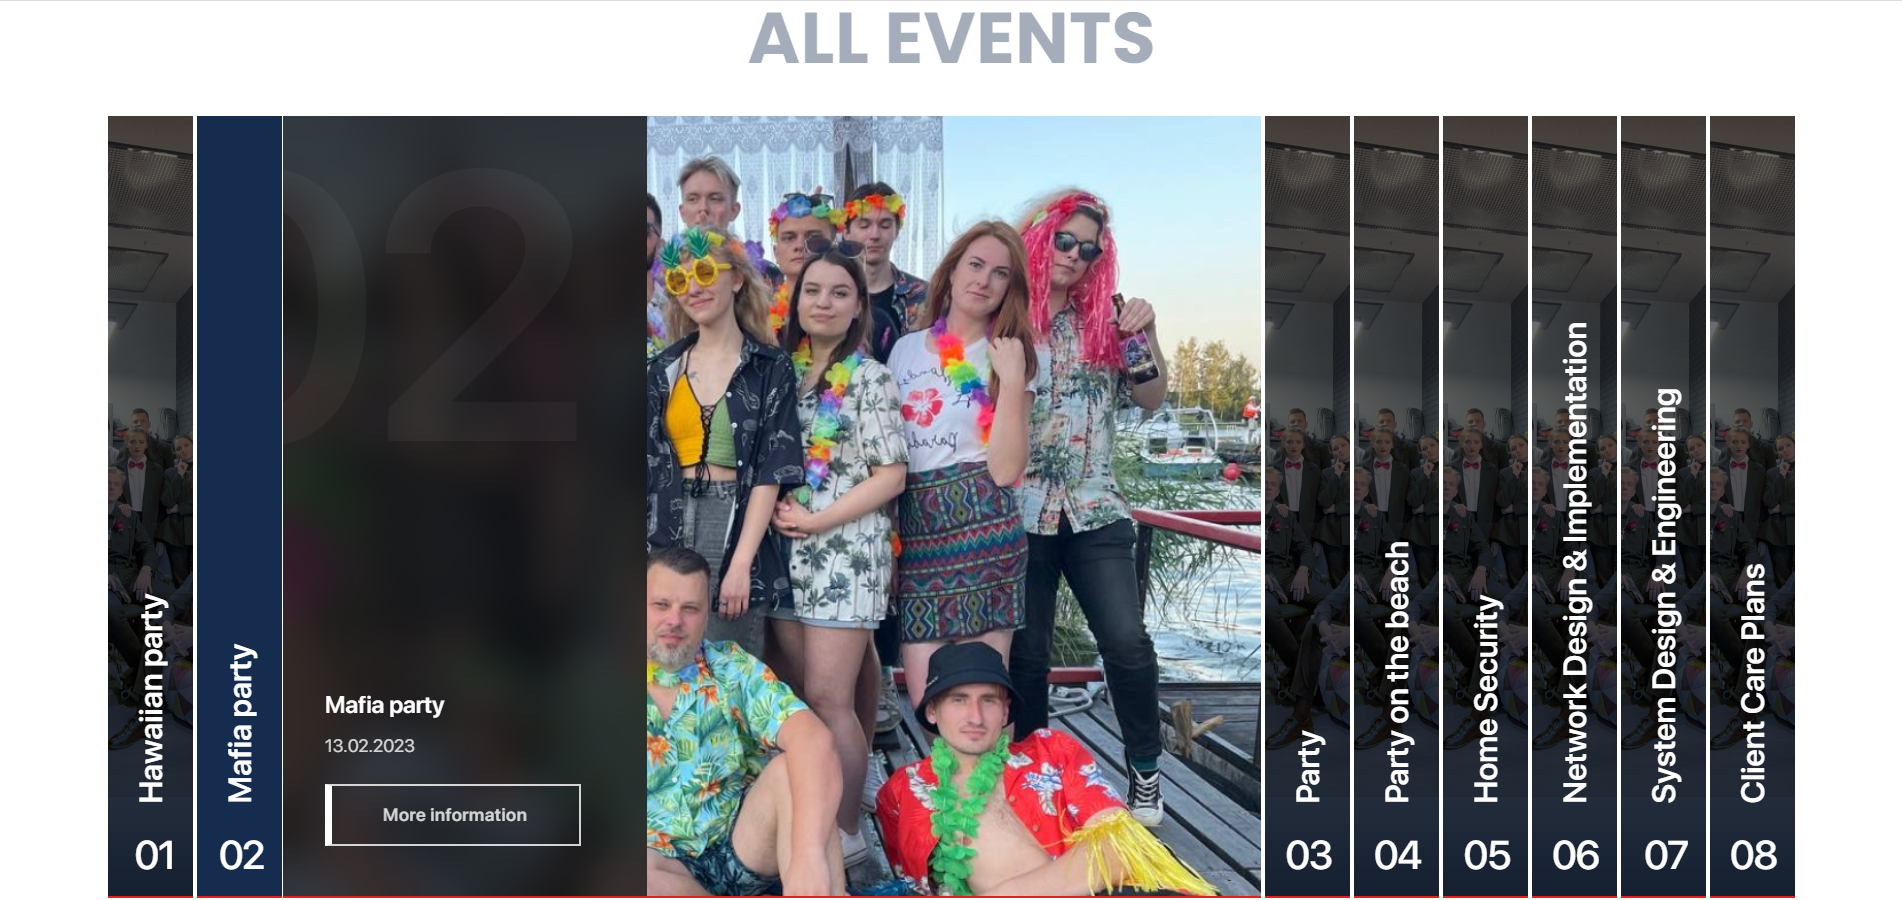 ALL EVENTS
Hawaiian party
01
Mafia party
02
02
Mafia party
13.02.2023
More information
Party
03
Party on the beach
04
Home Security
05
Network Design & Implementation
06
System Design & Engineering
07
Client Care Plans
08